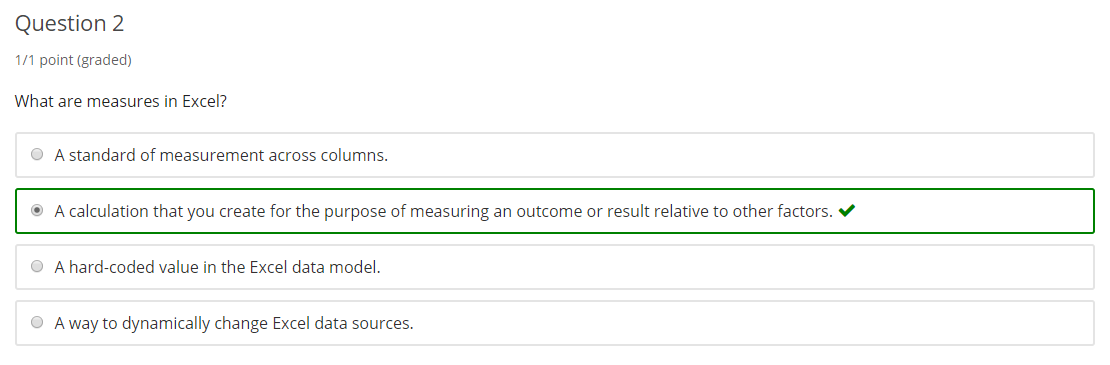 Question 2
1/1 point (graded)
What are measures in Excel?
A standard of measurement across columns.
A calculation that you create for the purpose of measuring an outcome or result relative to other factors.
A hard-coded value in the Excel data model.
A way to dynamically change Excel data sources.